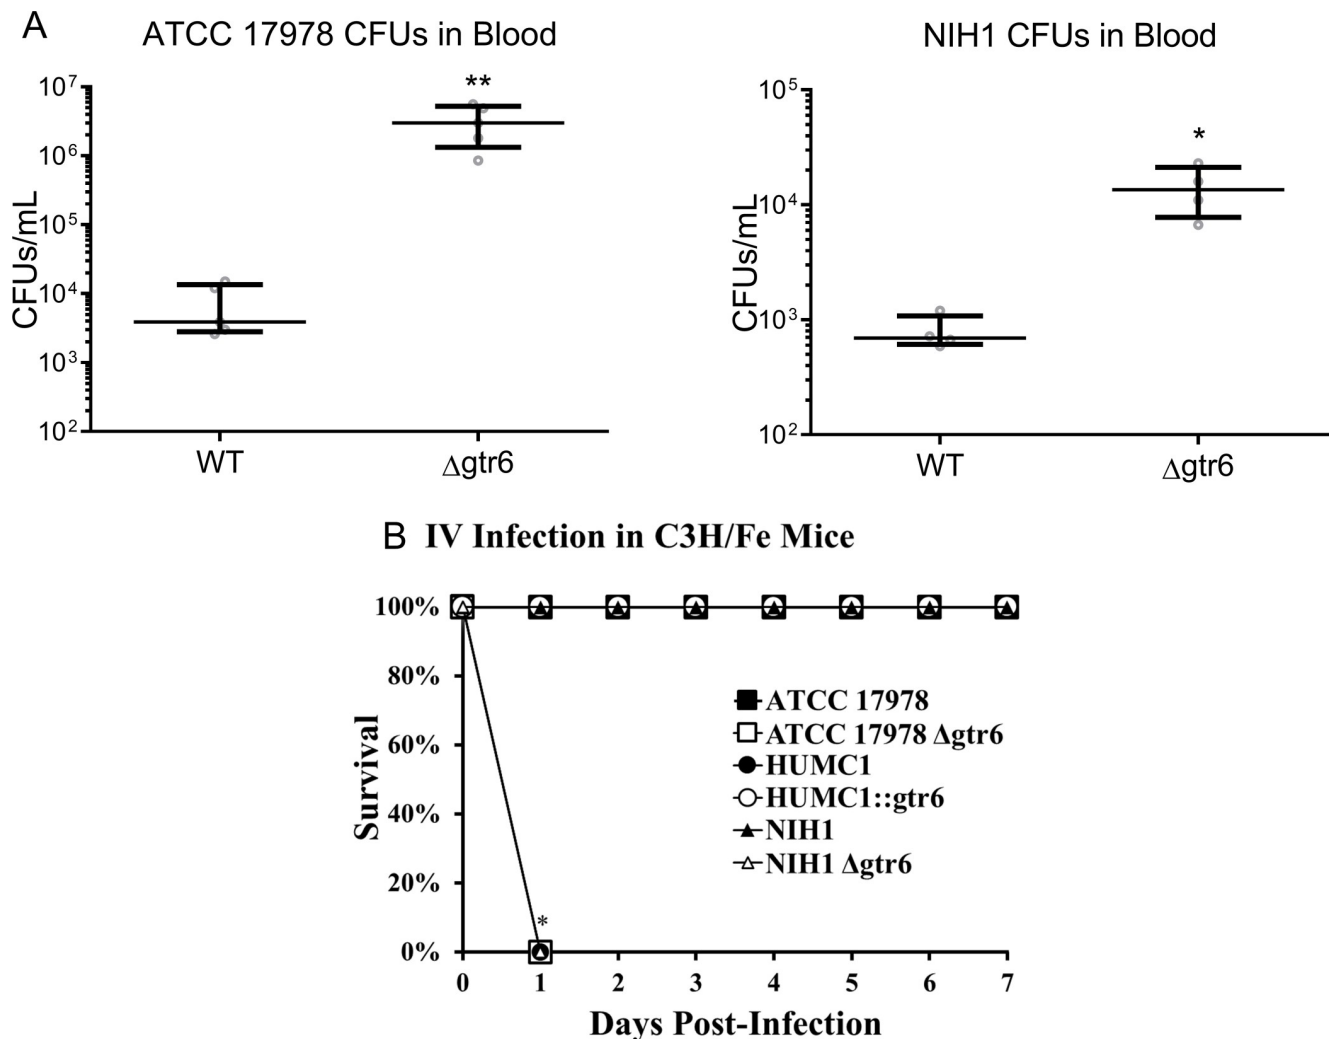 A
ATCC 17978 CFUs in Blood
CFUs/mL
10⁷
10⁶
10⁵
10⁴
10³
10²
**
WT
Δgtr6
NIH1 CFUs in Blood
CFUs/mL
10⁵
10⁴
10³
10²
*
WT
Δgtr6
B IV Infection in C3H/Fe Mice
Survival
100%
80%
60%
40%
20%
0%
ATCC 17978
ATCC 17978 Δgtr6
HUMC1
HUMC1::gtr6
NIH1
NIH1 Δgtr6
*
0 1 2 3 4 5 6 7
Days Post-Infection